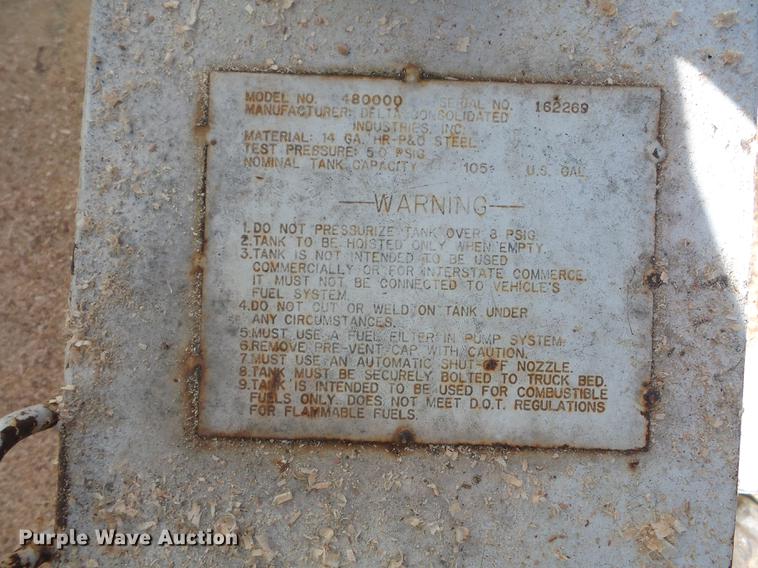 MODEL NO. 480000 SERIAL NO. 162269
MANUFACTURER: DELTA CONSOLIDATED
INDUSTRIES, INC.
MATERIAL: 14 GA. HR-P&O STEEL
TEST PRESSURE: 5.0 PSIG
NOMINAL TANK CAPACITY 105 U.S. GAL.
WARNING
1. DO NOT PRESSURIZE TANK OVER 3 PSIG.
2. TANK TO BE HOISTED ONLY WHEN EMPTY.
3. TANK IS NOT INTENDED TO BE USED
COMMERCIALLY OR FOR INTERSTATE COMMERCE.
IT MUST NOT BE CONNECTED TO VEHICLE'S
FUEL SYSTEM.
4. DO NOT CUT OR WELD ON TANK UNDER
ANY CIRCUMSTANCES.
5. MUST USE A FUEL FILTER IN PUMP SYSTEM.
6. REMOVE PRE-VENT CAP WITH CAUTION.
7. MUST USE AN AUTOMATIC SHUT-OFF NOZZLE.
8. TANK MUST BE SECURELY BOLTED TO TRUCK BED.
9. TANK IS INTENDED TO BE USED FOR COMBUSTIBLE
FUELS ONLY. DOES NOT MEET D.O.T. REGULATIONS
FOR FLAMMABLE FUELS.
Purple Wave Auction